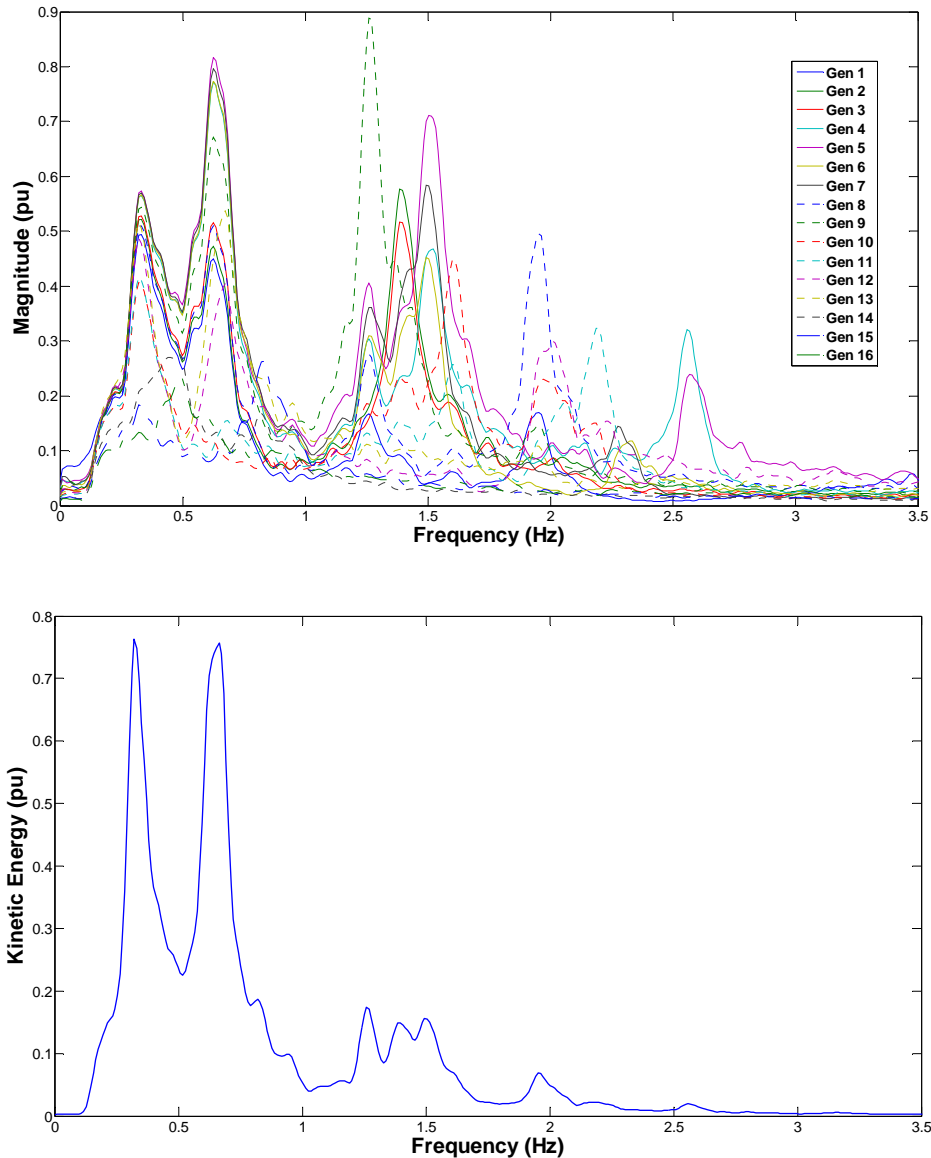 0.9
0.8
0.7
0.6
0.5
0.4
0.3
0.2
0.1
0
Magnitude (pu)
Gen 1
Gen 2
Gen 3
Gen 4
Gen 5
Gen 6
Gen 7
Gen 8
Gen 9
Gen 10
Gen 11
Gen 12
Gen 13
Gen 14
Gen 15
Gen 16
0 0.5 1 1.5 2 2.5 3 3.5
Frequency (Hz)
0.8
0.7
0.6
0.5
0.4
0.3
0.2
0.1
0
Kinetic Energy (pu)
0 0.5 1 1.5 2 2.5 3 3.5
Frequency (Hz)